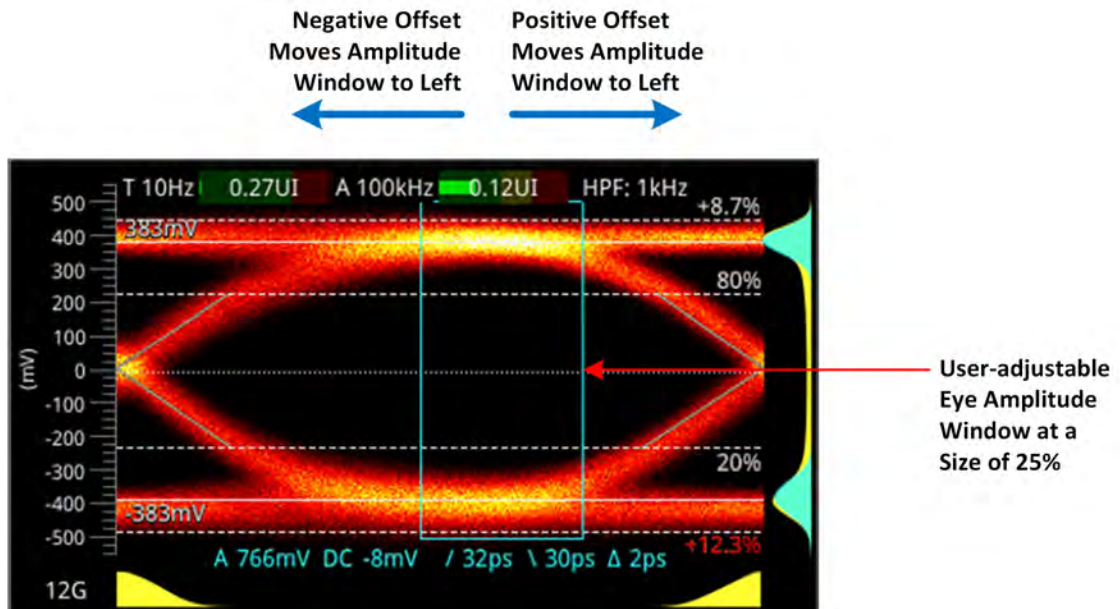 Negative Offset
Moves Amplitude
Window to Left
Positive Offset
Moves Amplitude
Window to Left
T 10Hz 0.27UI A 100kHz 0.12UI HPF: 1kHz
+8.7%
500
383mV
400
300
80%
200
100
0
(mV)
-100
-200
20%
-300
-400
-383mV
-500
+12.3%
A 766mV DC -8mV / 32ps \ 30ps Δ 2ps
12G
User-adjustable
Eye Amplitude
Window at a
Size of 25%